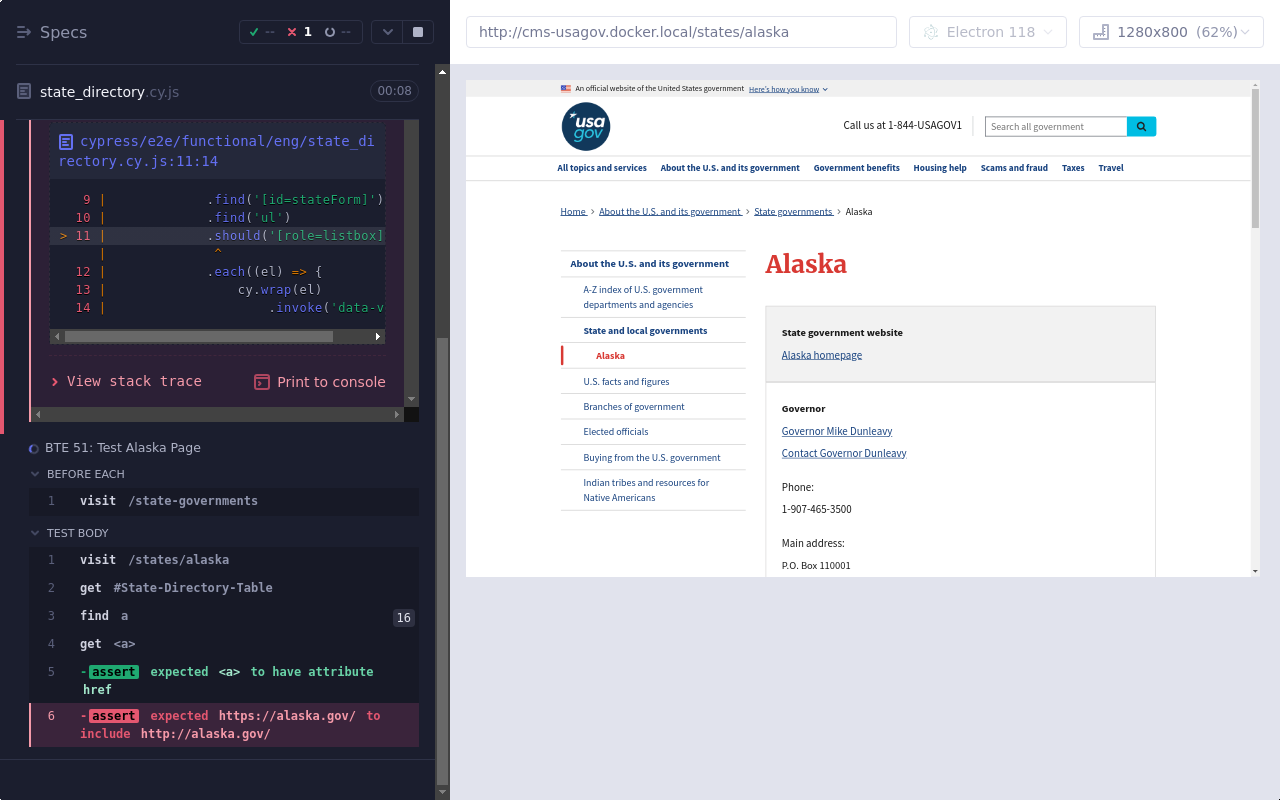 Specs
-- 1 --
state_directory.cy.js 00:08
cypress/e2e/functional/eng/state_di
rectory.cy.js:11:14
9 | .find('[id=stateForm]')
10 | .find('ul')
> 11 | .should('[role=listbox]
| ^
12 | .each((el) => {
13 | cy.wrap(el)
14 | .invoke('data-v
View stack trace
Print to console
BTE 51: Test Alaska Page
BEFORE EACH
1 visit /state-governments
TEST BODY
1 visit /states/alaska
2 get #State-Directory-Table
3 find a 16
4 get <a>
5 -assert expected <a> to have attribute
href
6 -assert expected https://alaska.gov/ to
include http://alaska.gov/
http://cms-usagov.docker.local/states/alaska
Electron 118
1280x800 (62%)
An official website of the United States government Here's how you know
usa
gov
Call us at 1-844-USAGOV1
Search all government
All topics and services About the U.S. and its government Government benefits Housing help Scams and fraud Taxes Travel
Home > About the U.S. and its government > State governments > Alaska
About the U.S. and its government
A-Z index of U.S. government
departments and agencies
State and local governments
Alaska
U.S. facts and figures
Branches of government
Elected officials
Buying from the U.S. government
Indian tribes and resources for
Native Americans
Alaska
State government website
Alaska homepage
Governor
Governor Mike Dunleavy
Contact Governor Dunleavy
Phone:
1-907-465-3500
Main address:
P.O. Box 110001